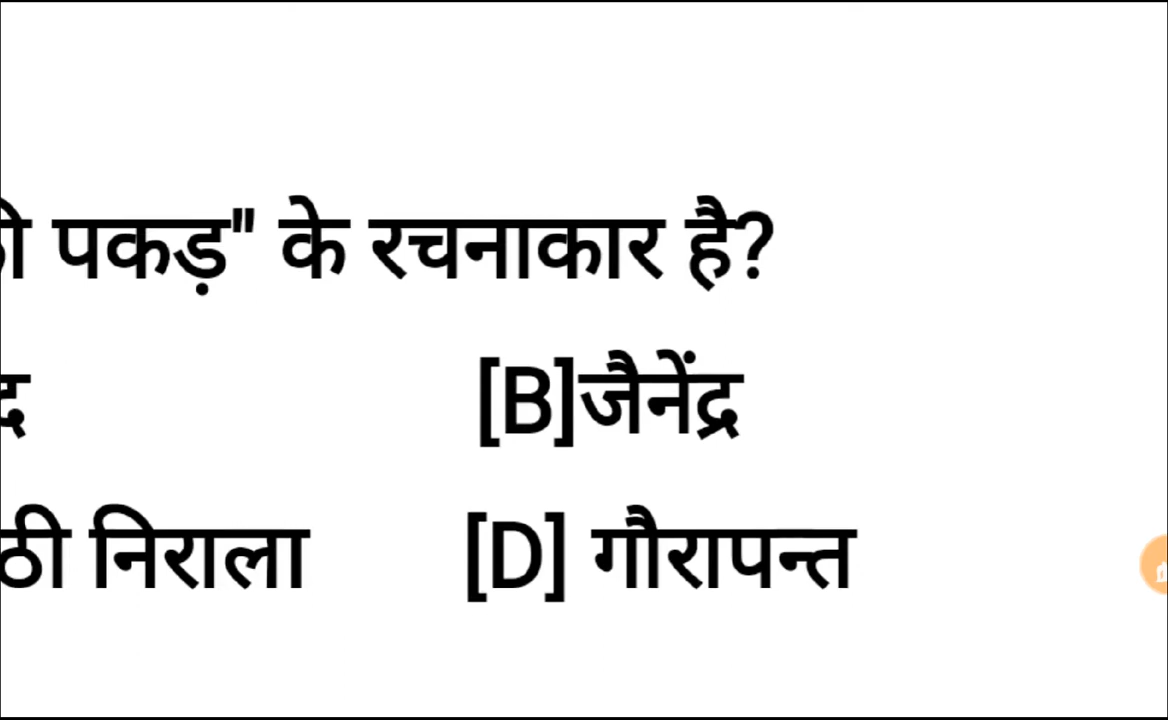 पकड़" के रचनाकार है?
[B]जैनेंद्र
निराला [D] गौरापन्त